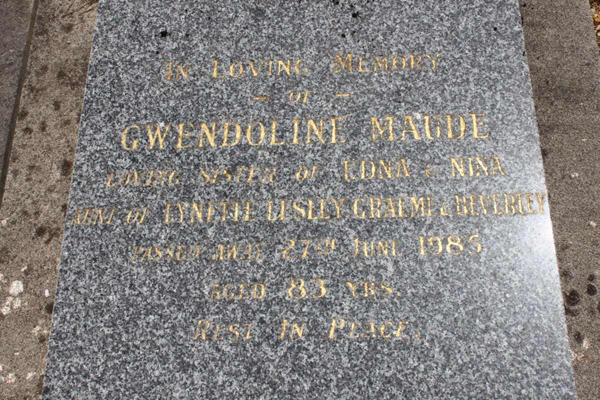 IN LOVING MEMORY
— OF —
GWENDOLINE MAUDE
LOVING SISTER OF EDNA & NINA
AUNT OF LYNETTE LESLEY GRAEME & BEVERLEY
PASSED AWAY 27TH JUNE 1985
AGED 83 YRS
REST IN PEACE.